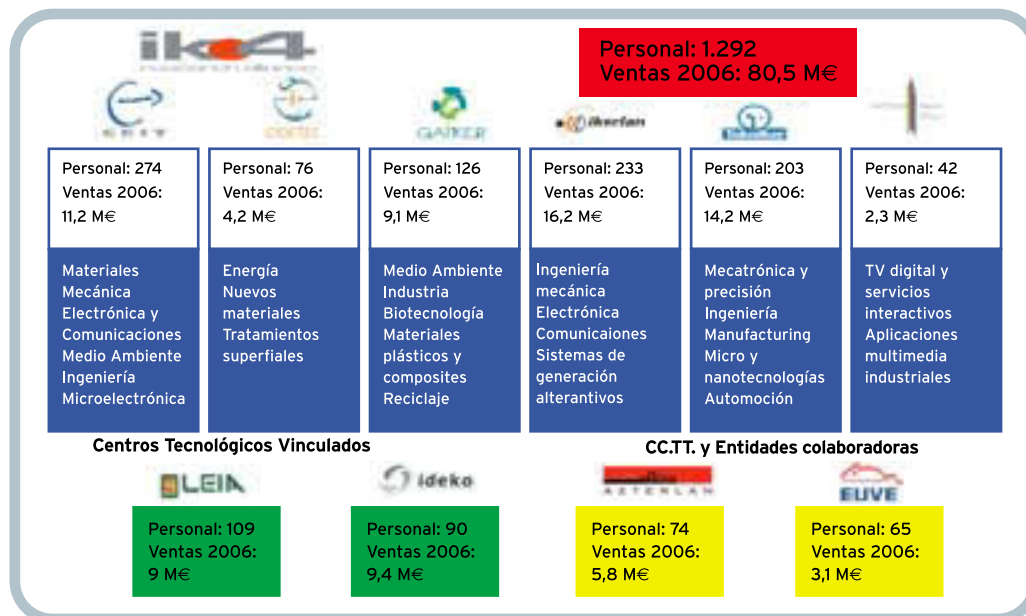 ik4
Personal: 1.292
Ventas 2006: 80,5 M€
CEIT
GAIKER
ikerlan
Tekniker
Personal: 274
Ventas 2006:
11,2 M€
Personal: 76
Ventas 2006:
4,2 M€
Personal: 126
Ventas 2006:
9,1 M€
Personal: 233
Ventas 2006:
16,2 M€
Personal: 203
Ventas 2006:
14,2 M€
Personal: 42
Ventas 2006:
2,3 M€
Materiales
Mecánica
Electrónica y
Comunicaciones
Medio Ambiente
Ingeniería
Microelectrónica
Energía
Nuevos
materiales
Tratamientos
superfiales
Medio Ambiente
Industria
Biotecnología
Materiales
plásticos y
composites
Reciclaje
Ingeniería
mecánica
Electrónica
Comunicaiones
Sistemas de
generación
alterantivos
Mecatrónica y
precisión
Ingeniería
Manufacturing
Micro y
nanotecnologías
Automoción
TV digital y
servicios
interactivos
Aplicaciones
multimedia
industriales
Centros Tecnológicos Vinculados
CC.TT. y Entidades colaboradoras
LEIA
ideko
AZTERLAN
EUVE
Personal: 109
Ventas 2006:
9 M€
Personal: 90
Ventas 2006:
9,4 M€
Personal: 74
Ventas 2006:
5,8 M€
Personal: 65
Ventas 2006:
3,1 M€